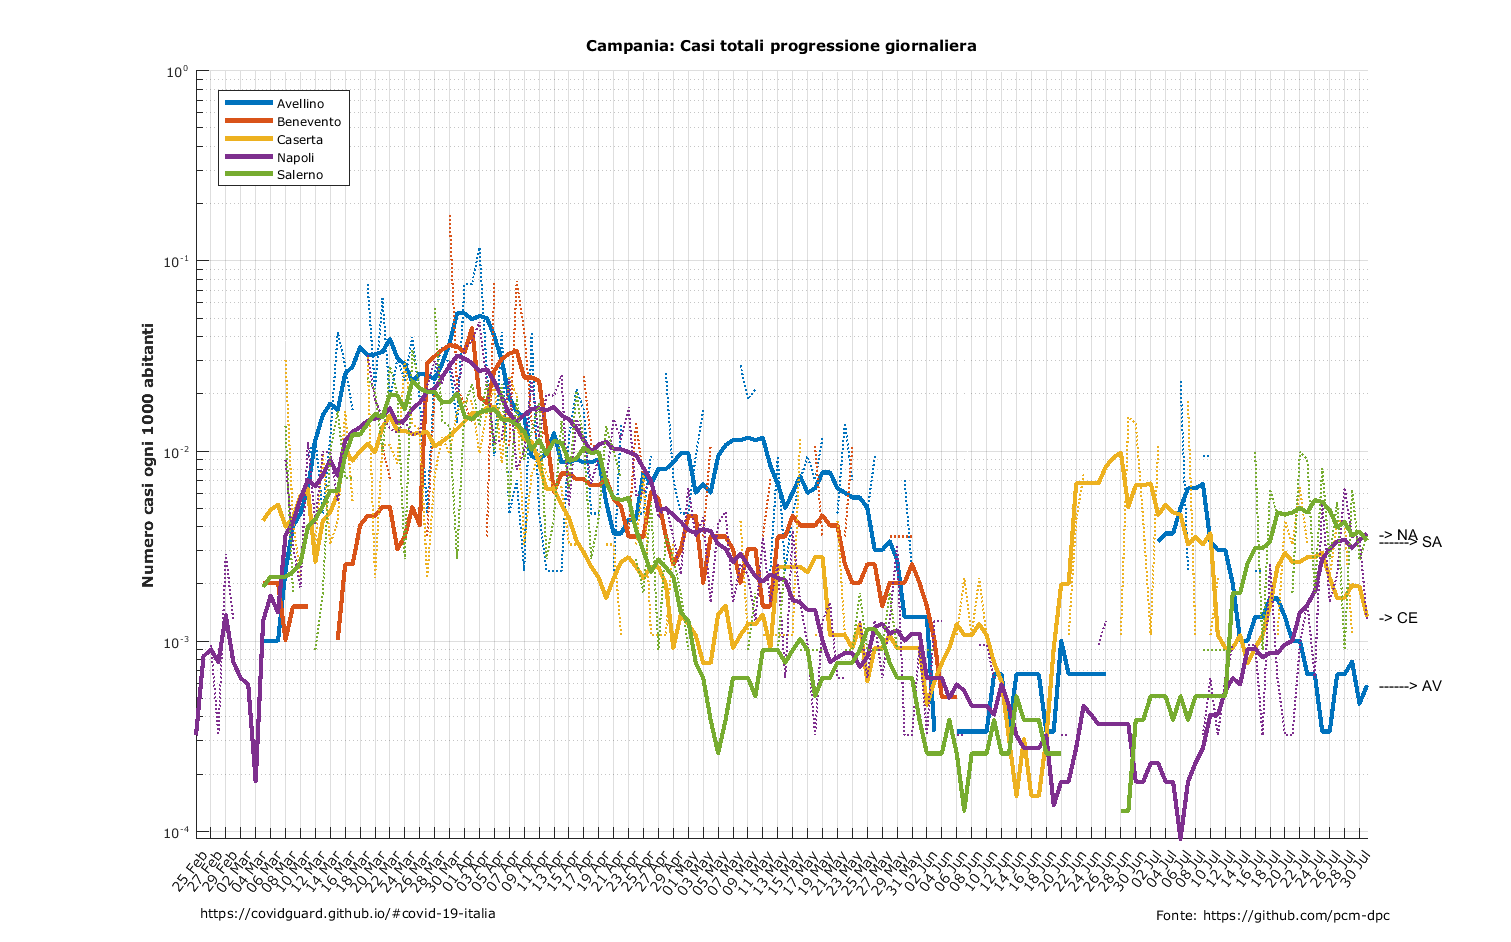 Campania: Casi totali progressione giornaliera
10^0
10^-1
10^-2
10^-3
10^-4
Numero casi ogni 1000 abitanti
Avellino
Benevento
Caserta
Napoli
Salerno
-> NA
------> SA
-> CE
------> AV
25 Feb
27 Feb
29 Feb
02 Mar
04 Mar
06 Mar
08 Mar
10 Mar
12 Mar
14 Mar
16 Mar
18 Mar
20 Mar
22 Mar
24 Mar
26 Mar
28 Mar
30 Mar
01 Apr
03 Apr
05 Apr
07 Apr
09 Apr
11 Apr
13 Apr
15 Apr
17 Apr
19 Apr
21 Apr
23 Apr
25 Apr
27 Apr
29 Apr
01 May
03 May
05 May
07 May
09 May
11 May
13 May
15 May
17 May
19 May
21 May
23 May
25 May
27 May
29 May
31 May
02 Jun
04 Jun
06 Jun
08 Jun
10 Jun
12 Jun
14 Jun
16 Jun
18 Jun
20 Jun
22 Jun
24 Jun
26 Jun
28 Jun
30 Jun
02 Jul
04 Jul
06 Jul
08 Jul
10 Jul
12 Jul
14 Jul
16 Jul
18 Jul
20 Jul
22 Jul
24 Jul
26 Jul
28 Jul
30 Jul
https://covidguard.github.io/#covid-19-italia
Fonte: https://github.com/pcm-dpc